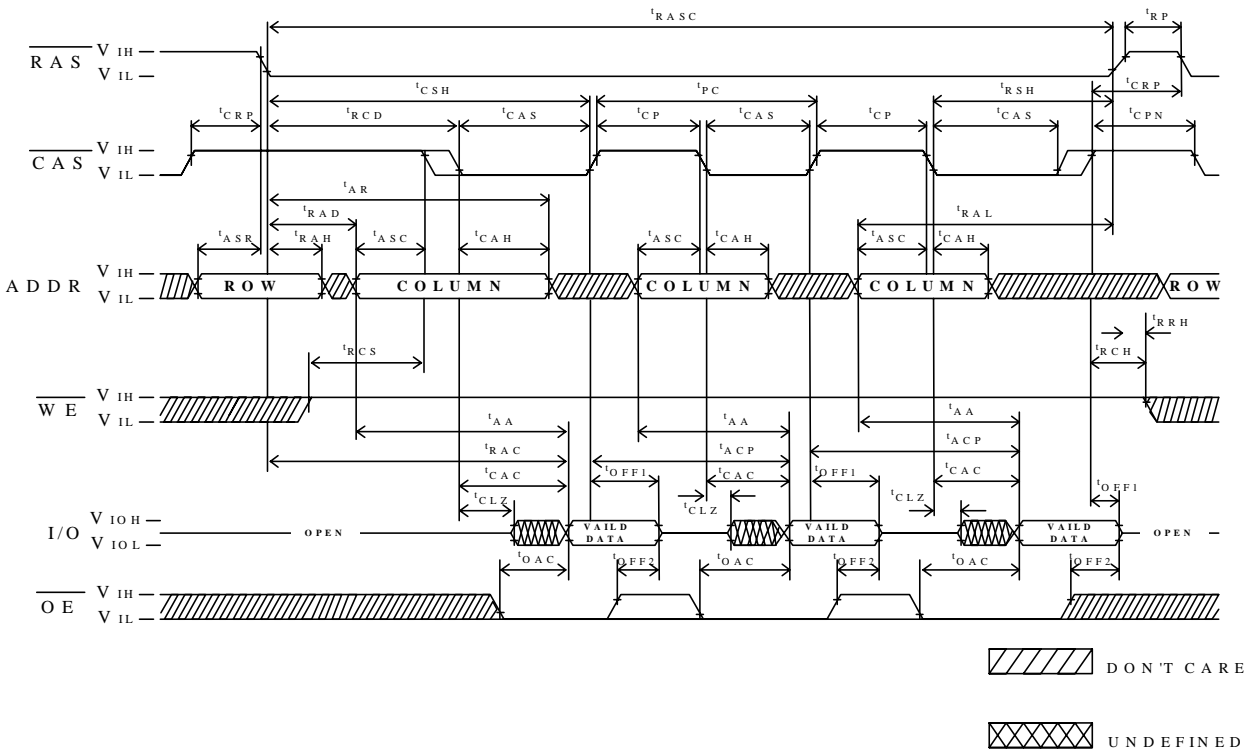 tRASC tRP
RAS VIH
VIL
tCSH tPC tRSH tCRP
tCRP tRCD tCAS tCP tCAS tCP tCAS tCPN
CAS VIH
VIL
tAR
tRAD tRAL
tASR tRAH tASC tCAH tASC tCAH tASC tCAH
ADDR VIH
VIL
ROW COLUMN COLUMN COLUMN ROW
tRRH
tRCS tRCH
WE VIH
VIL
tAA tAA tAA
tRAC tACP tACP
tCAC tOFF1 tCAC tOFF1 tCAC
tCLZ tCLZ tCLZ tOFF1
I/O VIOH
VIOL
OPEN VAILD DATA VAILD DATA VAILD DATA OPEN
tOAC tOFF2 tOAC tOFF2 tOAC tOFF2
OE VIH
VIL
DON'T CARE
UNDEFINED